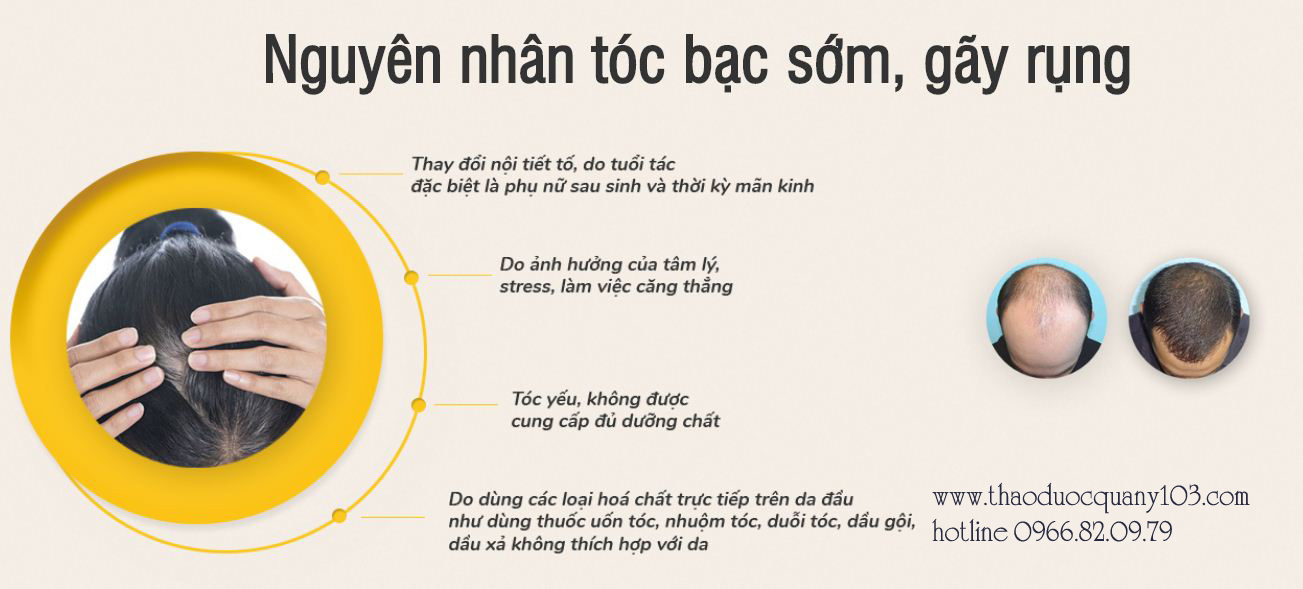 Nguyên nhân tóc bạc sớm, gãy rụng
Thay đổi nội tiết tố, do tuổi tác
đặc biệt là phụ nữ sau sinh và thời kỳ mãn kinh
Do ảnh hưởng của tâm lý,
stress, làm việc căng thẳng
Tóc yếu, không được
cung cấp đủ dưỡng chất
Do dùng các loại hoá chất trực tiếp trên da đầu
như dùng thuốc uốn tóc, nhuộm tóc, duỗi tóc, dầu gội,
dầu xả không thích hợp với da
www.thaoduocquany103.com
hotline 0966.82.09.79